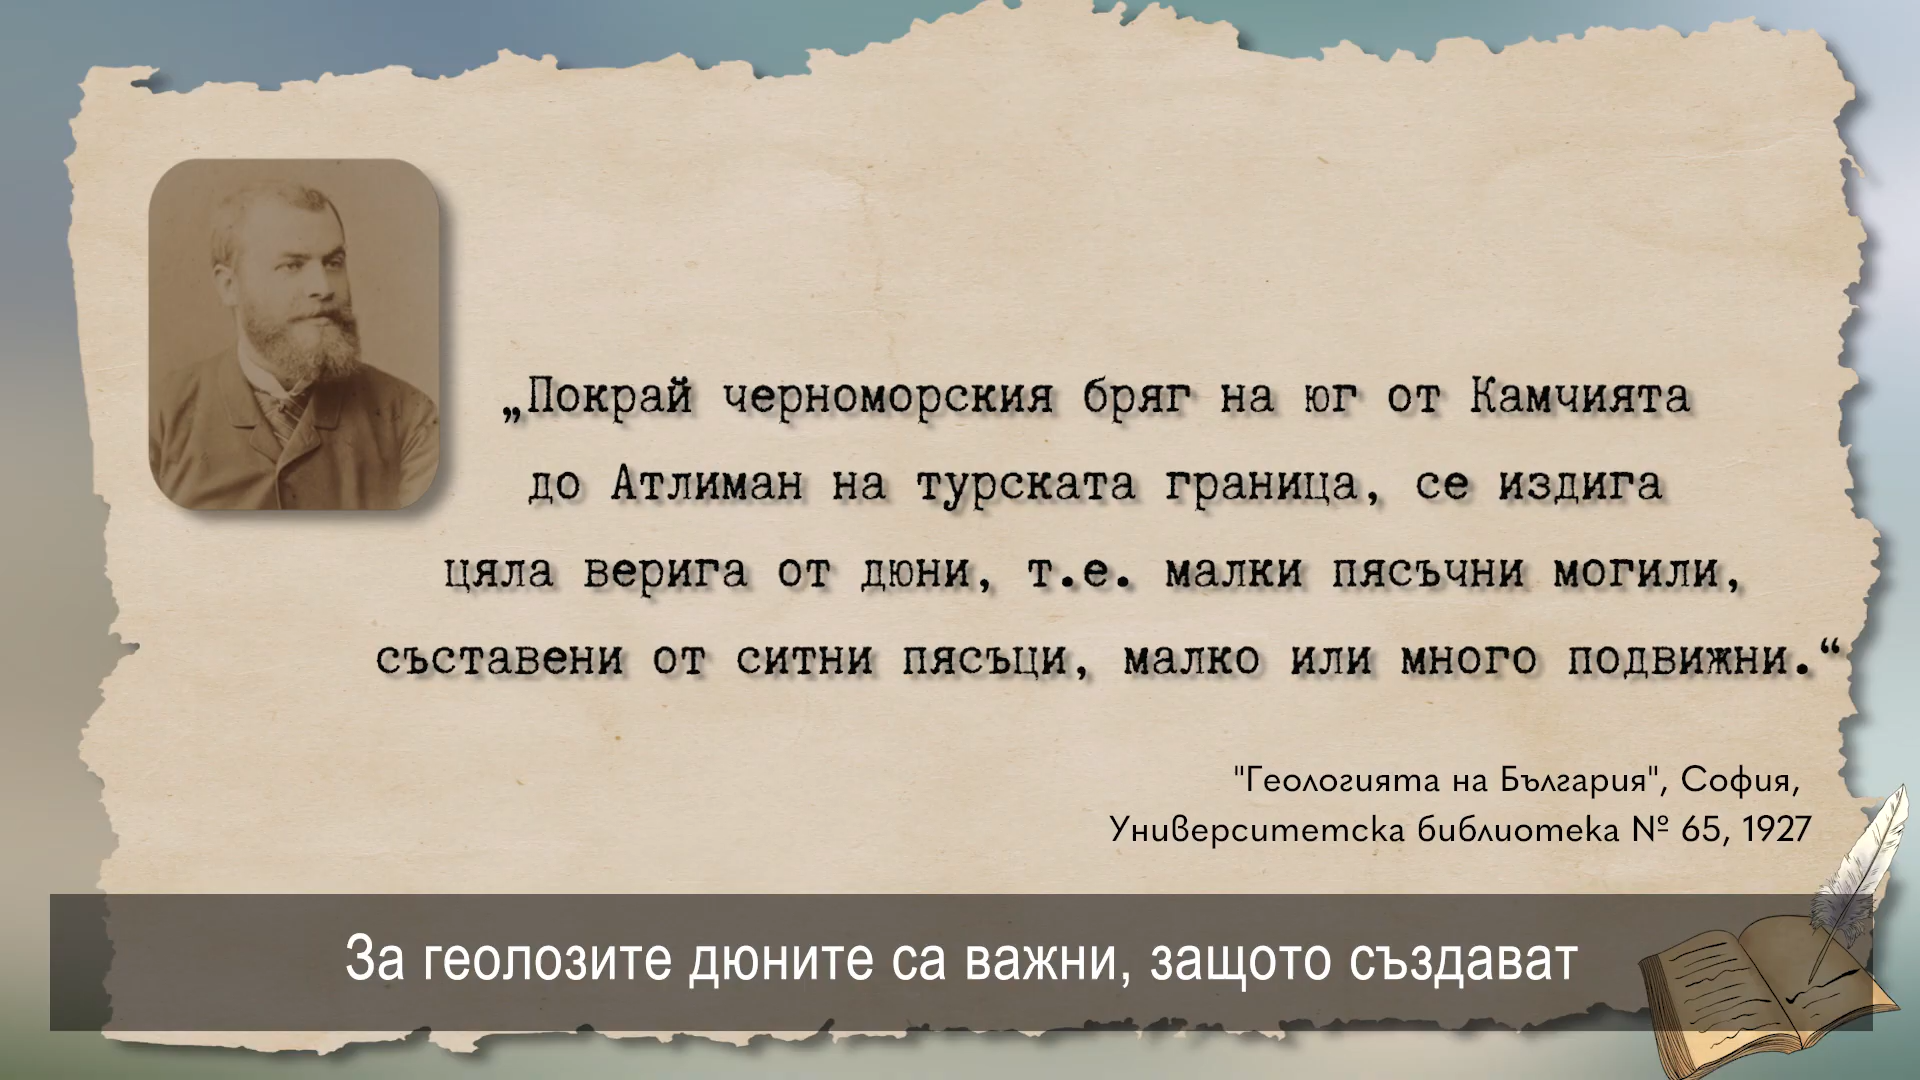 „Покрай черноморския бряг на юг от Камчията
до Атлиман на турската граница, се издига
цяла верига от дюни, т.е. малки пясъчни могили,
съставени от ситни пясъци, малко или много подвижни.“
"Геологията на България", София,
Университетска библиотека № 65, 1927
За геолозите дюните са важни, защото създават